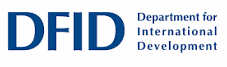 DFID Department for
International
Development